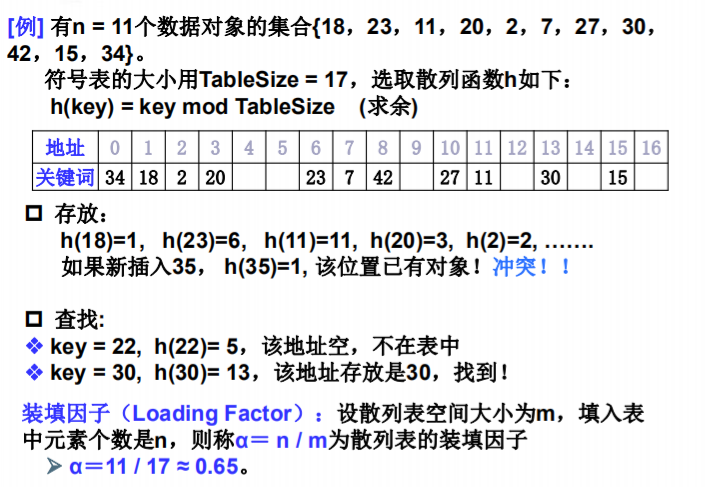 [例] 有n = 11个数据对象的集合{18，23，11，20，2，7，27，30，
42，15，34}。
符号表的大小用TableSize = 17，选取散列函数h如下：
h(key) = key mod TableSize (求余)
地址 0 1 2 3 4 5 6 7 8 9 10 11 12 13 14 15 16
关键词 34 18 2 20 23 7 42 27 11 30 15
□ 存放：
h(18)=1， h(23)=6， h(11)=11, h(20)=3, h(2)=2, …….
如果新插入35， h(35)=1, 该位置已有对象！冲突！！
□ 查找:
❖ key = 22, h(22)= 5，该地址空，不在表中
❖ key = 30, h(30)= 13，该地址存放是30，找到！
装填因子（Loading Factor）：设散列表空间大小为m，填入表
中元素个数是n，则称α＝ n / m为散列表的装填因子
➢ α＝11 / 17 ≈ 0.65。